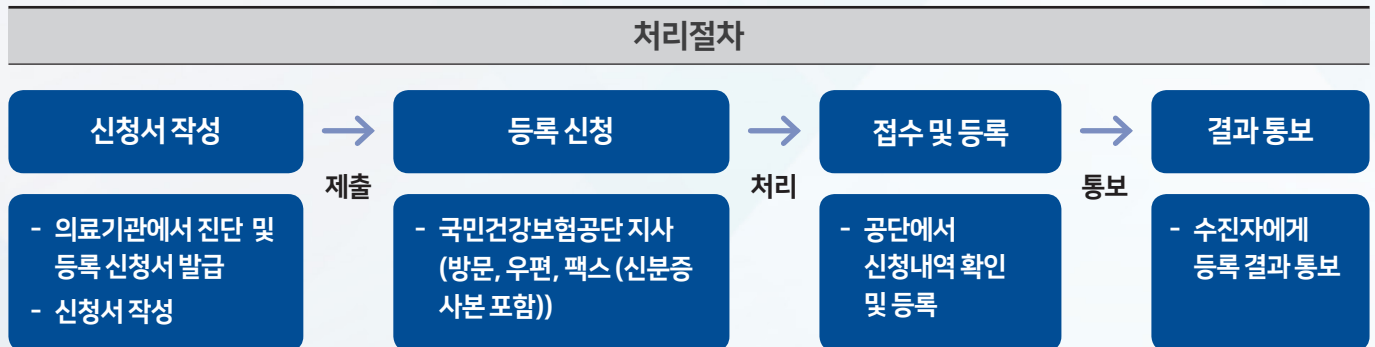 처리절차
신청서 작성
제출
등록 신청
처리
접수 및 등록
통보
결과 통보
- 의료기관에서 진단 및
등록 신청서 발급
- 신청서 작성
- 국민건강보험공단 지사
(방문, 우편, 팩스 (신분증
사본 포함))
- 공단에서
신청내역 확인
및 등록
- 수진자에게
등록 결과 통보